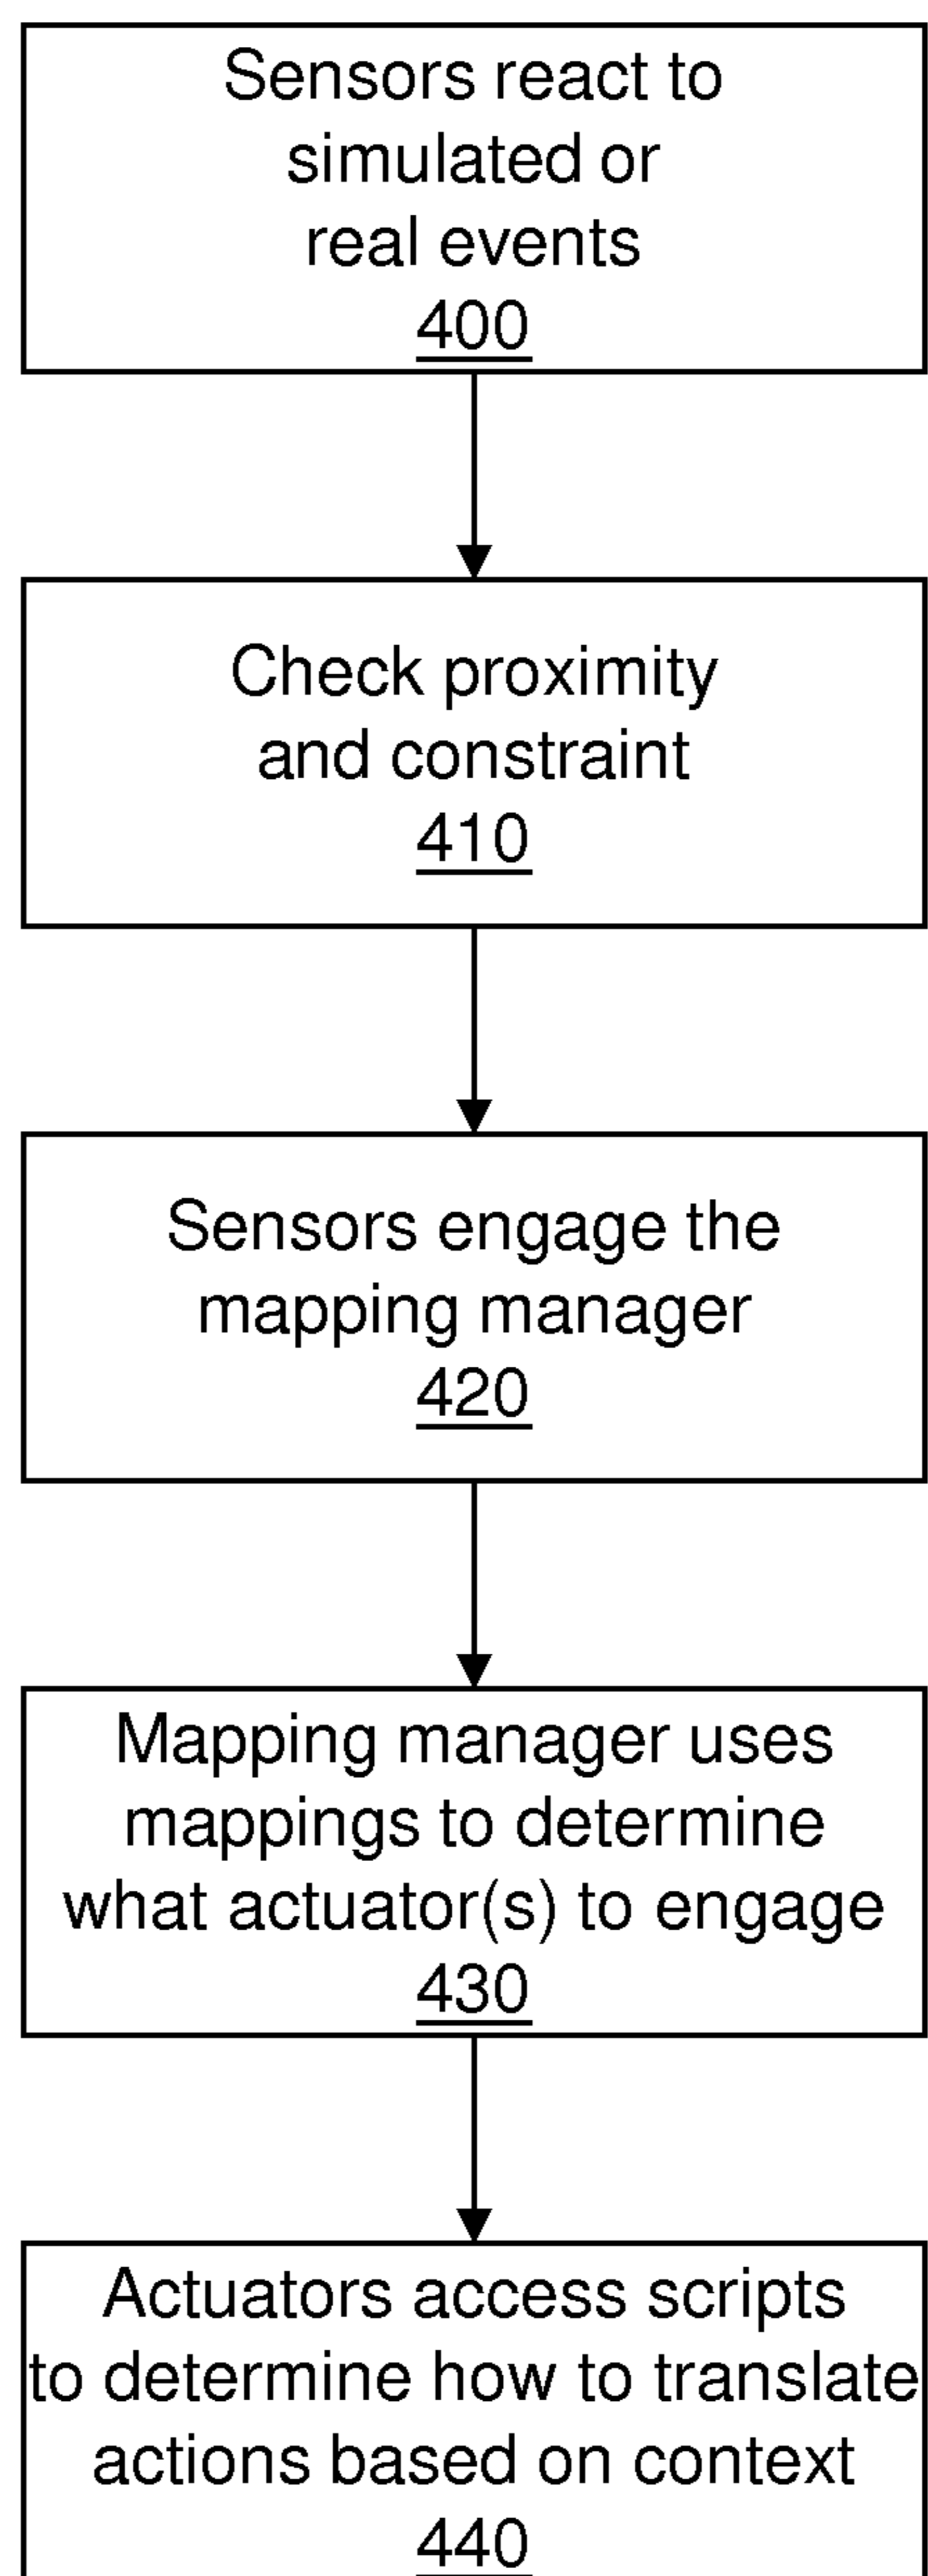 Sensors react to
simulated or
real events
400
Check proximity
and constraint
410
Sensors engage the
mapping manager
420
Mapping manager uses
mappings to determine
what actuator(s) to engage
430
Actuators access scripts
to determine how to translate
actions based on context
440